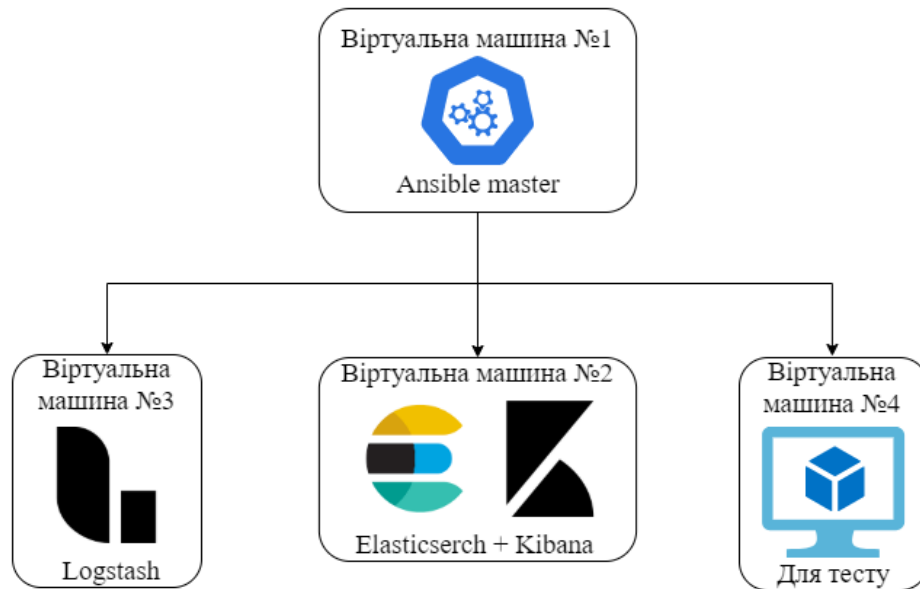 Віртуальна машина №1
Ansible master
Віртуальна
машина №3
Logstash
Віртуальна машина №2
Elasticserch + Kibana
Віртуальна
машина №4
Для тесту